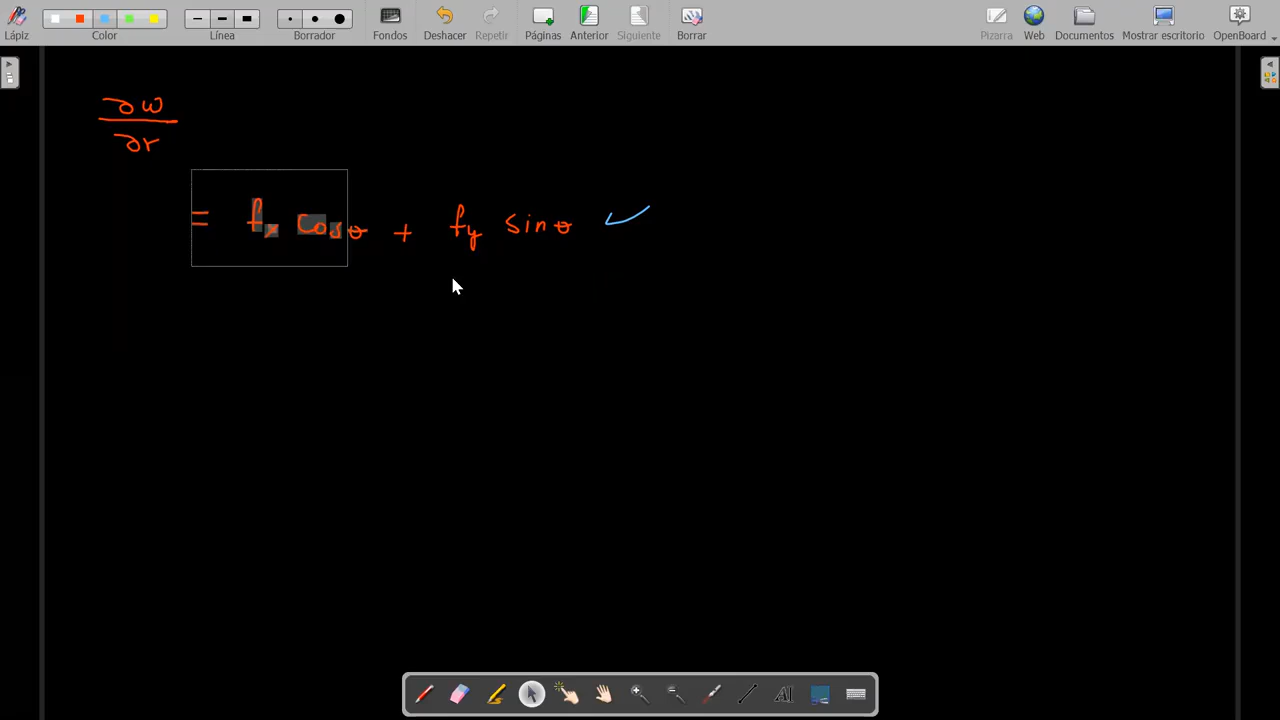 Lápiz Color Línea Borrador Fondos Deshacer Repetir Páginas Anterior Siguiente Borrar Pizarra Web Documentos Mostrar escritorio OpenBoard
∂w
∂r
= fx cosθ + fy sinθ ✓
AI